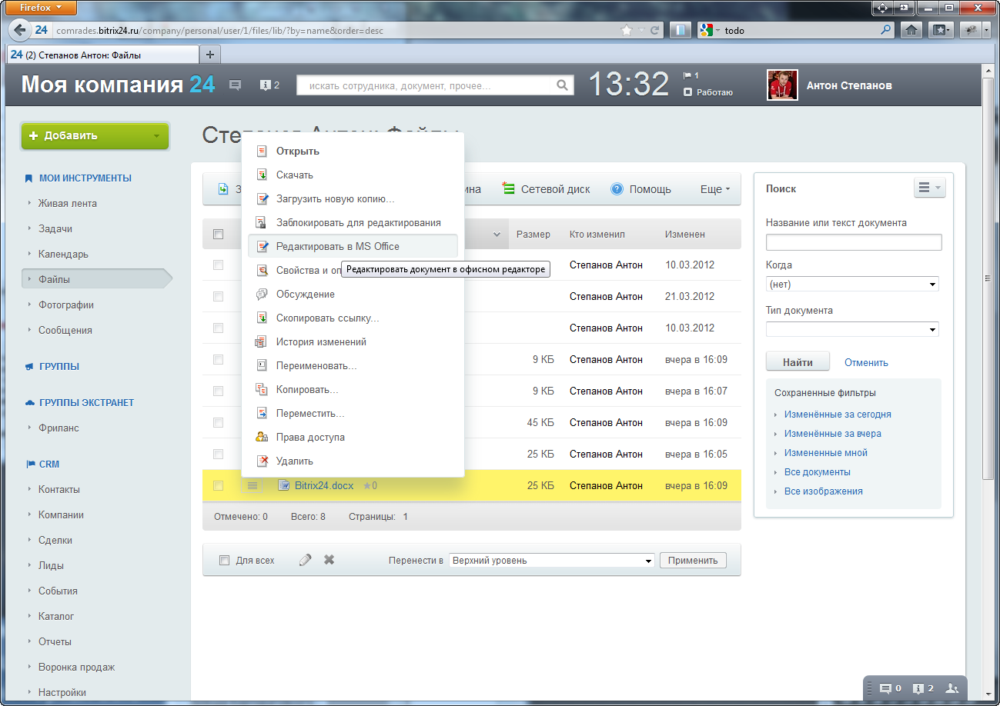 Firefox
24 comrades.bitrix24.ru/company/personal/user/1/files/lib/?by=name&order=desc
todo
24 (2) Степанов Антон: Файлы
Моя компания 24
2
искать сотрудника, документ, прочее...
13:32
1
Работаю
Антон Степанов
Добавить
МОИ ИНСТРУМЕНТЫ
Живая лента
Задачи
Календарь
Файлы
Фотографии
Сообщения
ГРУППЫ
ГРУППЫ ЭКСТРАНЕТ
Фриланс
CRM
Контакты
Компании
Сделки
Лиды
События
Каталог
Отчеты
Воронка продаж
Настройки
Открыть
Скачать
Загрузить новую копию...
Заблокировать для редактирования
Редактировать в MS Office
Свойства и оп
Редактировать документ в офисном редакторе
Обсуждение
Скопировать ссылку...
История изменений
Переименовать...
Копировать...
Переместить...
Права доступа
Удалить
Сетевой диск
Помощь
Еще
Размер Кто изменил Изменен
Степанов Антон 10.03.2012
Степанов Антон 21.03.2012
Степанов Антон 10.03.2012
9 КБ Степанов Антон вчера в 16:09
9 КБ Степанов Антон вчера в 16:07
45 КБ Степанов Антон вчера в 16:09
25 КБ Степанов Антон вчера в 16:05
Bitrix24.docx 0 25 КБ Степанов Антон вчера в 16:09
Отмечено: 0 Всего: 8 Страницы: 1
Для всех
Перенести в Верхний уровень
Применить
Поиск
Название или текст документа
Когда
(нет)
Тип документа
Найти Отменить
Сохраненные фильтры
Изменённые за сегодня
Изменённые за вчера
Измененные мной
Все документы
Все изображения
0 2